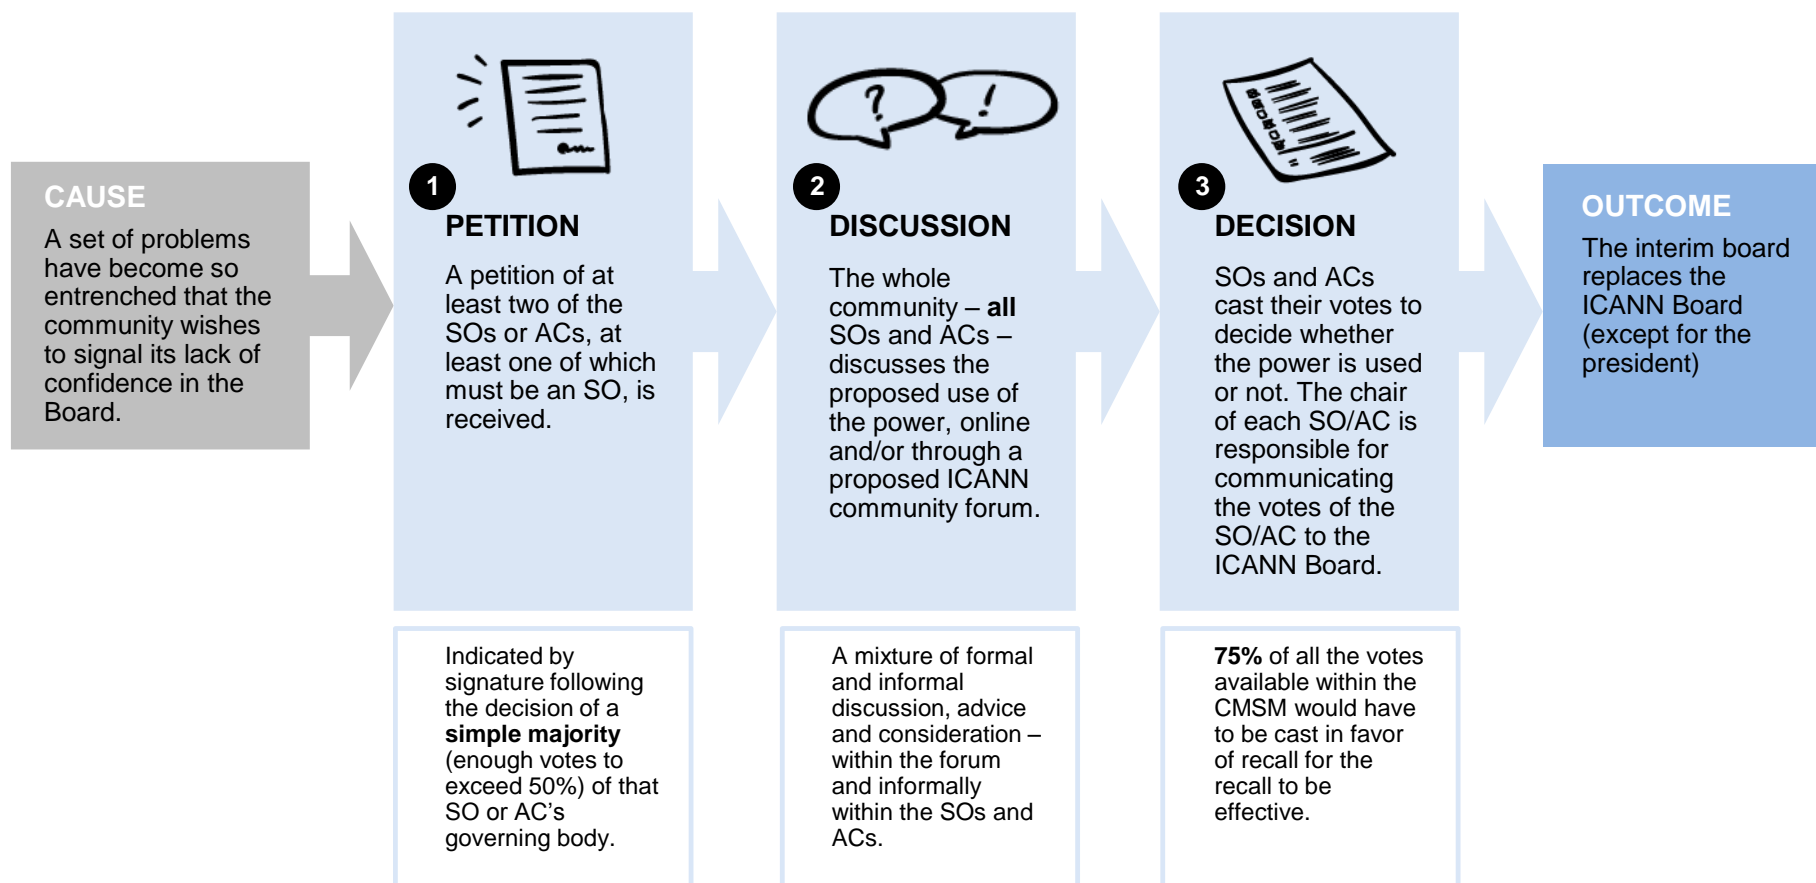 CAUSE
A set of problems
have become so
entrenched that the
community wishes
to signal its lack of
confidence in the
Board.
1
PETITION
A petition of at
least two of the
SOs or ACs, at
least one of which
must be an SO, is
received.
Indicated by
signature following
the decision of a
simple majority
(enough votes to
exceed 50%) of that
SO or AC’s
governing body.
?
!
2
DISCUSSION
The whole
community – all
SOs and ACs –
discusses the
proposed use of
the power, online
and/or through a
proposed ICANN
community forum.
A mixture of formal
and informal
discussion, advice
and consideration –
within the forum
and informally
within the SOs and
ACs.
3
DECISION
SOs and ACs
cast their votes to
decide whether
the power is used
or not. The chair
of each SO/AC is
responsible for
communicating
the votes of the
SO/AC to the
ICANN Board.
75% of all the votes
available within the
CMSM would have
to be cast in favor
of recall for the
recall to be
effective.
OUTCOME
The interim board
replaces the
ICANN Board
(except for the
president)